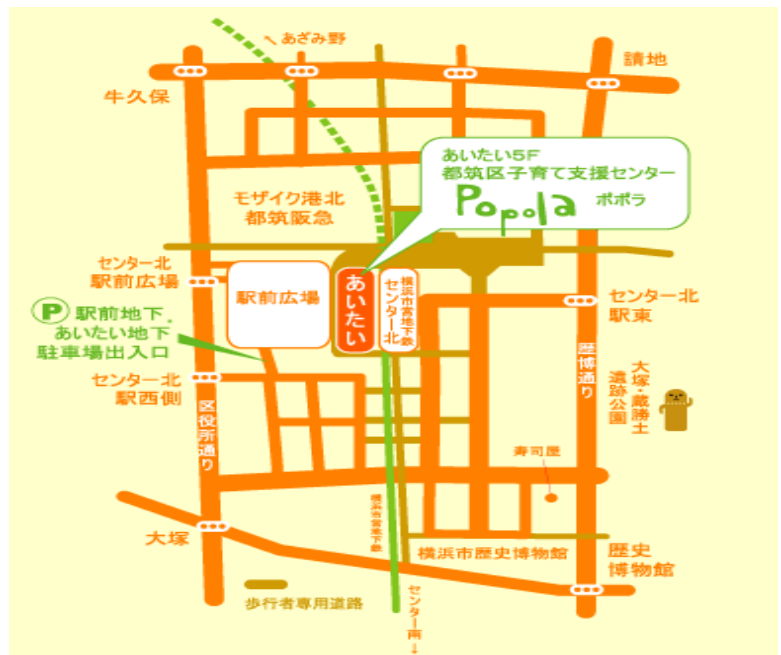 ↖ あざみ野
請地
牛久保
あいたい5F
都筑区子育て支援センター
Popola ポポラ
モザイク港北
都筑阪急
センター北
駅前広場
駅前広場
あいたい
横浜市営地下鉄
センター北
センター北
駅東
P 駅前地下．
あいたい地下
駐車場出入口
歴博通り
大塚・蔵勝土
遺跡公園
センター北
駅西側
区役所通り
寿司屋
横浜市営地下鉄
大塚
横浜市歴史博物館
歴史
博物館
歩行者専用道路
センター南→